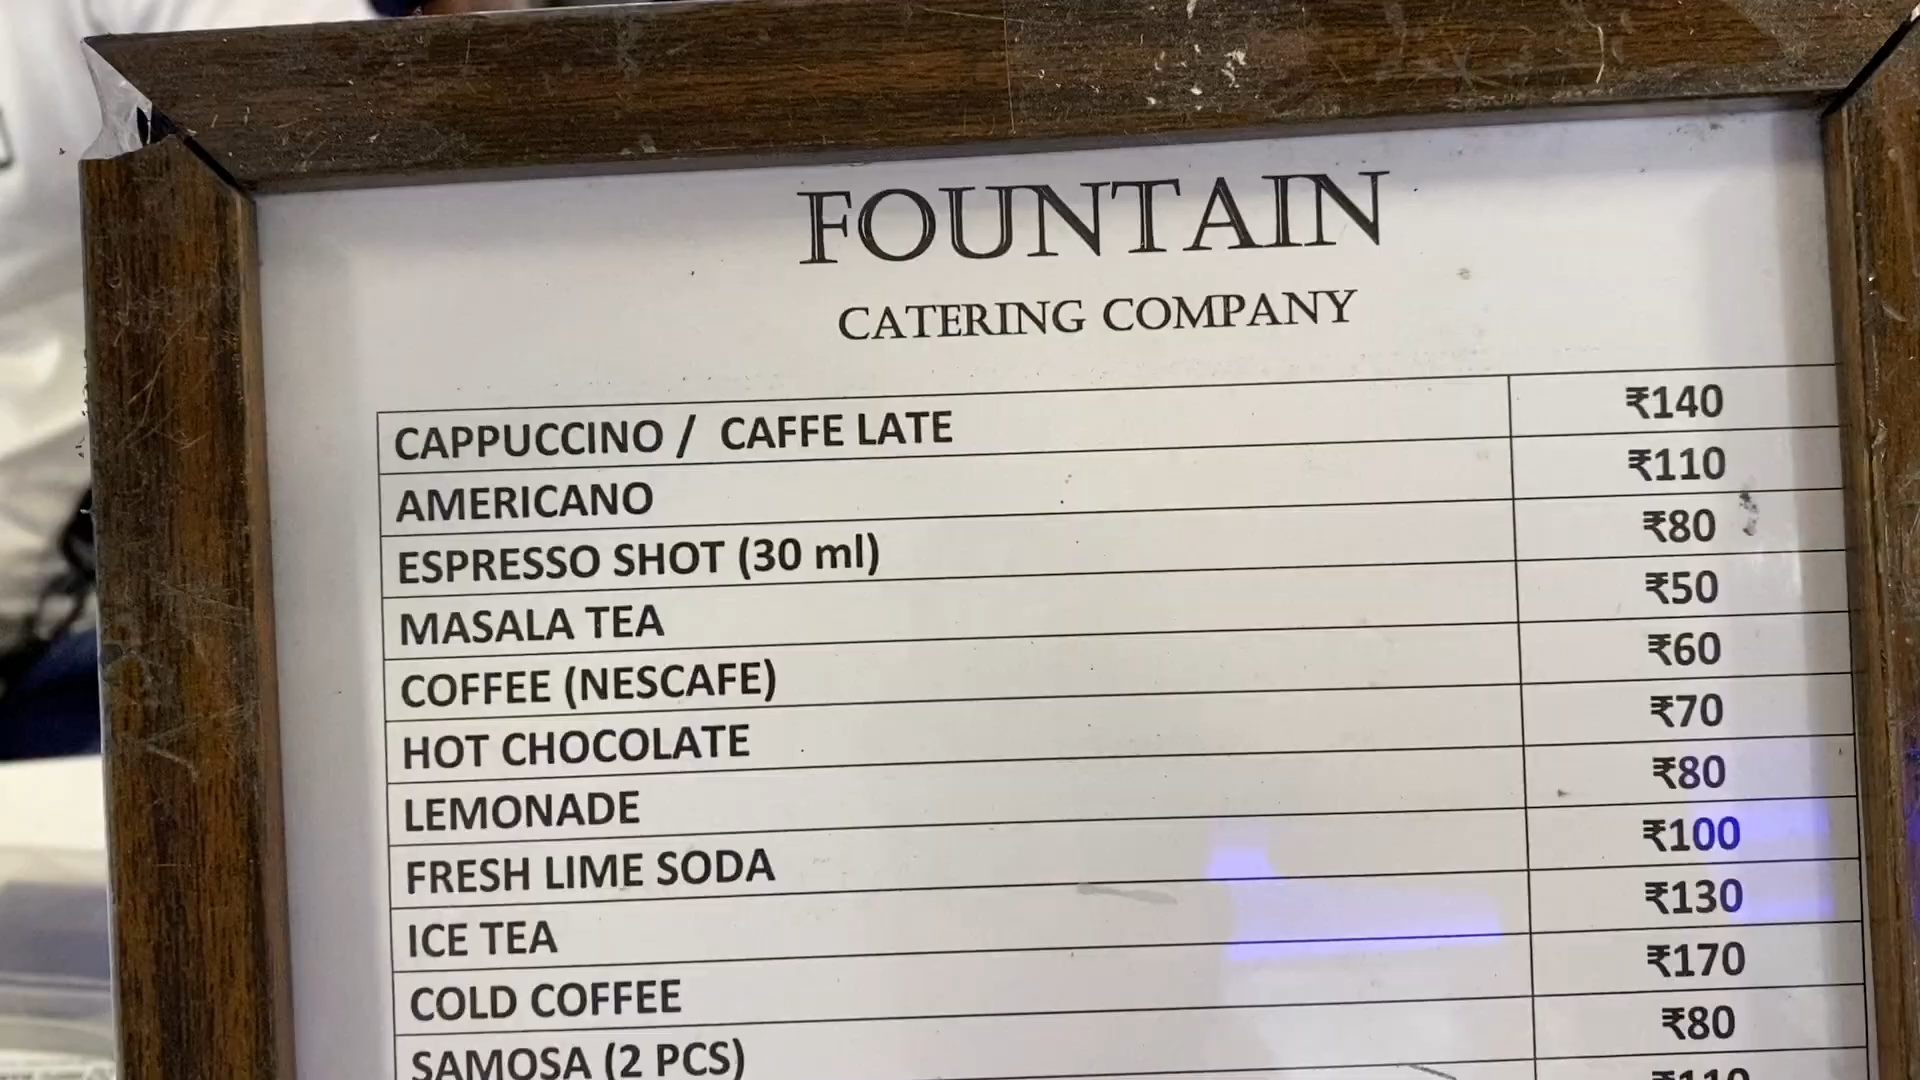 FOUNTAIN
CATERING COMPANY
CAPPUCCINO / CAFFE LATE ₹140
AMERICANO ₹110
ESPRESSO SHOT (30 ml) ₹80
MASALA TEA ₹50
COFFEE (NESCAFE) ₹60
HOT CHOCOLATE ₹70
LEMONADE ₹80
FRESH LIME SODA ₹100
ICE TEA ₹130
COLD COFFEE ₹170
SAMOSA (2 PCS) ₹80